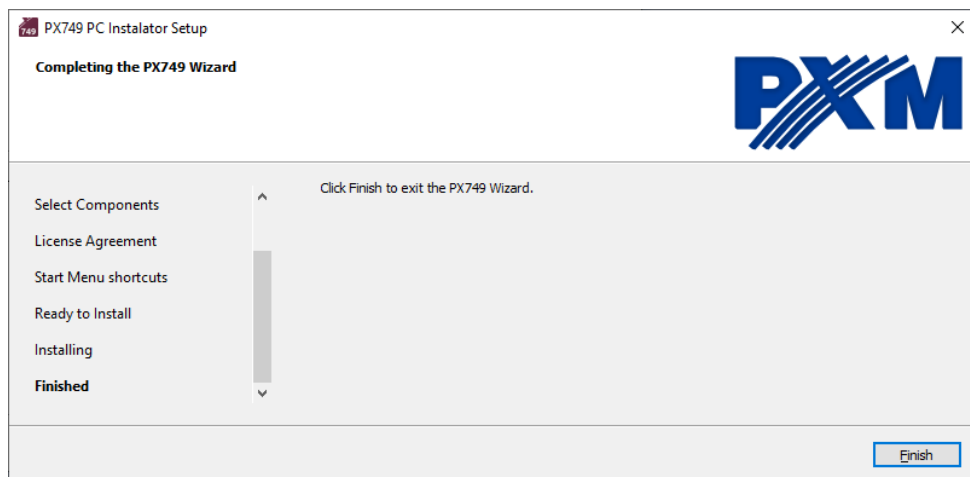 749 PX749 PC Instalator Setup
Completing the PX749 Wizard
PXM
Select Components
License Agreement
Start Menu shortcuts
Ready to Install
Installing
Finished
Click Finish to exit the PX749 Wizard.
Finish